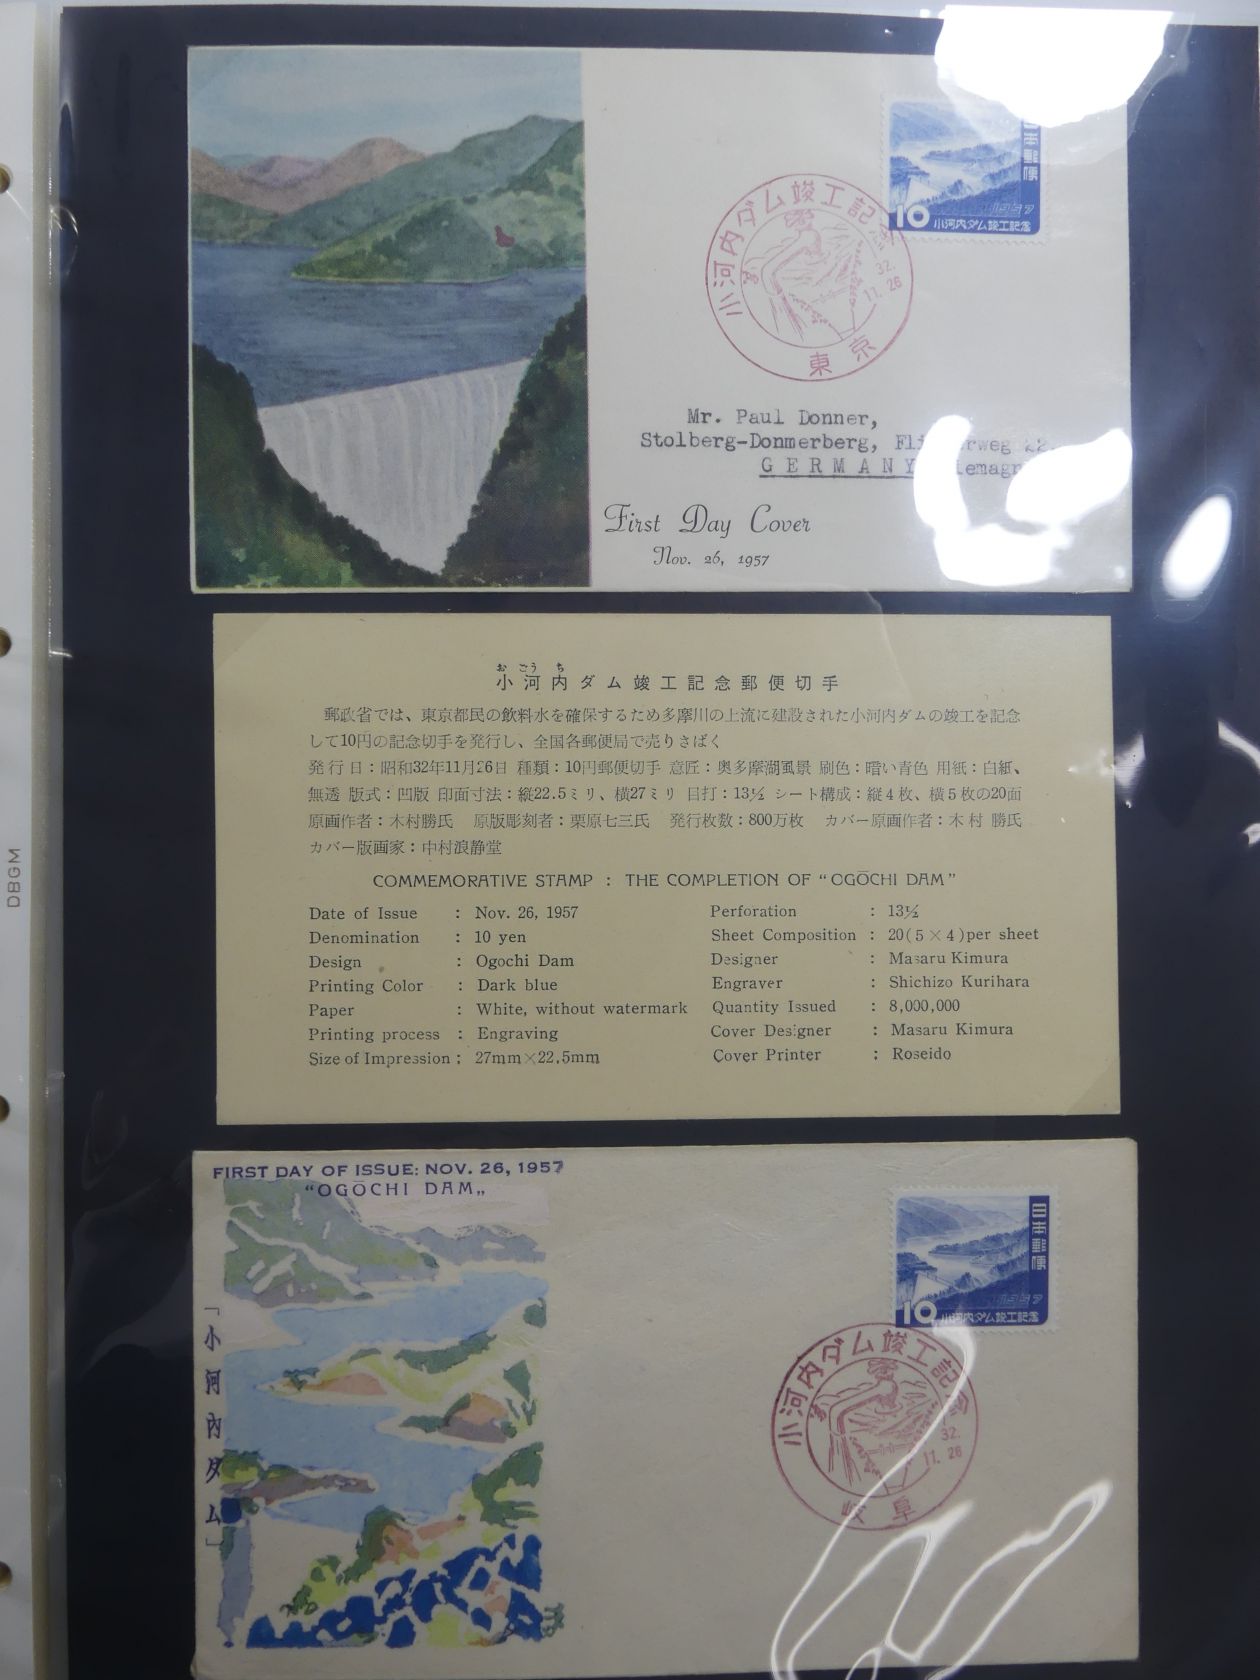 日本郵便
1957
10
小河内ダム竣工記念
小河内ダム竣工記念
32.
11. 26
東京
Mr. Paul Donner,
Stolberg-Donmerberg,
GERMANY
First Day Cover
Nov. 26, 1957
おごうち
小河内ダム竣工記念郵便切手
郵政省では、東京都民の飲料水を確保するため多摩川の上流に建設された小河内ダムの竣工を記念
して10円の記念切手を発行し、全国各郵便局で売りさばく
発行日：昭和32年11月26日 種類：10円郵便切手 意匠：奥多摩湖風景 刷色：暗い青色 用紙：白紙、
無透 版式：凹版 印面寸法：縦22.5ミリ、横27ミリ 目打：13½ シート構成：縦4枚、横5枚の20面
原画作者：木村勝氏 原版彫刻者：栗原七三氏 発行枚数：800万枚 カバー原画作者：木村 勝氏
カバー版画家：中村浪静堂
COMMEMORATIVE STAMP : THE COMPLETION OF "OGŌCHI DAM"
Date of Issue : Nov. 26, 1957
Denomination : 10 yen
Design : Ogochi Dam
Printing Color : Dark blue
Paper : White, without watermark
Printing process : Engraving
Size of Impression : 27mm×22.5mm
Perforation : 13½
Sheet Composition : 20(5×4)per sheet
Designer : Masaru Kimura
Engraver : Shichizo Kurihara
Quantity Issued : 8,000,000
Cover Designer : Masaru Kimura
Cover Printer : Roseido
DBGM
FIRST DAY OF ISSUE: NOV. 26, 1957
"OGŌCHI DAM„
「小河内ダム」
日本郵便
1957
10
小河内ダム竣工記念
小河内ダム竣工記念
32.
11. 26
岐阜